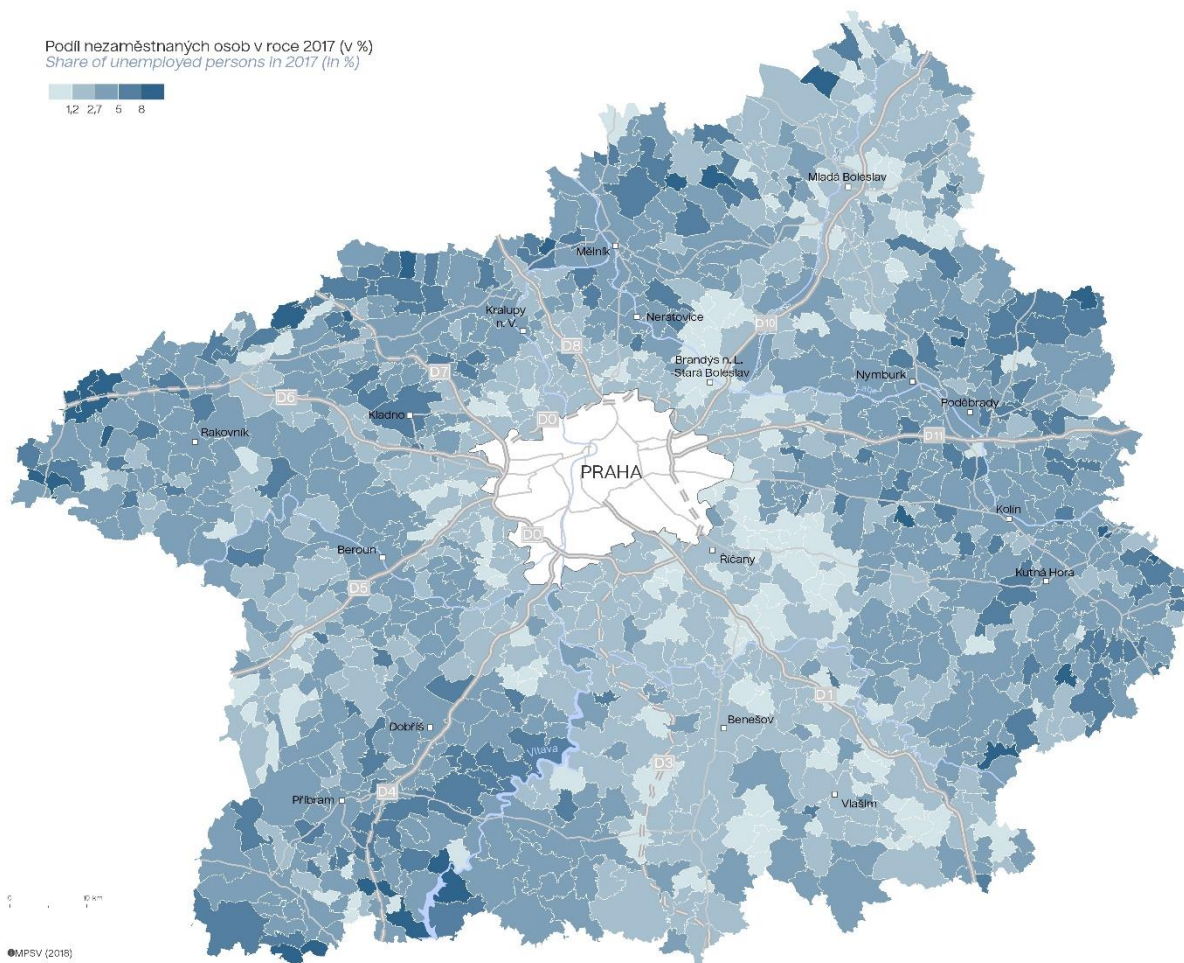 Podíl nezaměstnaných osob v roce 2017 (v %)
Share of unemployed persons in 2017 (in %)
1,2 2,7 5 8
Mladá Boleslav
Mělník
Kralupy
n. V.
Neratovice
D10
D8
Brandýs n. L.
-Stará Boleslav
D7
Nymburk
D6
Kladno
D0
Poděbrady
Rakovník
D11
PRAHA
Kolín
D0
Beroun
Říčany
Kutná Hora
D5
D1
Dobříš
Benešov
Vltava
D3
Příbram
D4
Vlašim
0 10 km
©MPSV (2018)